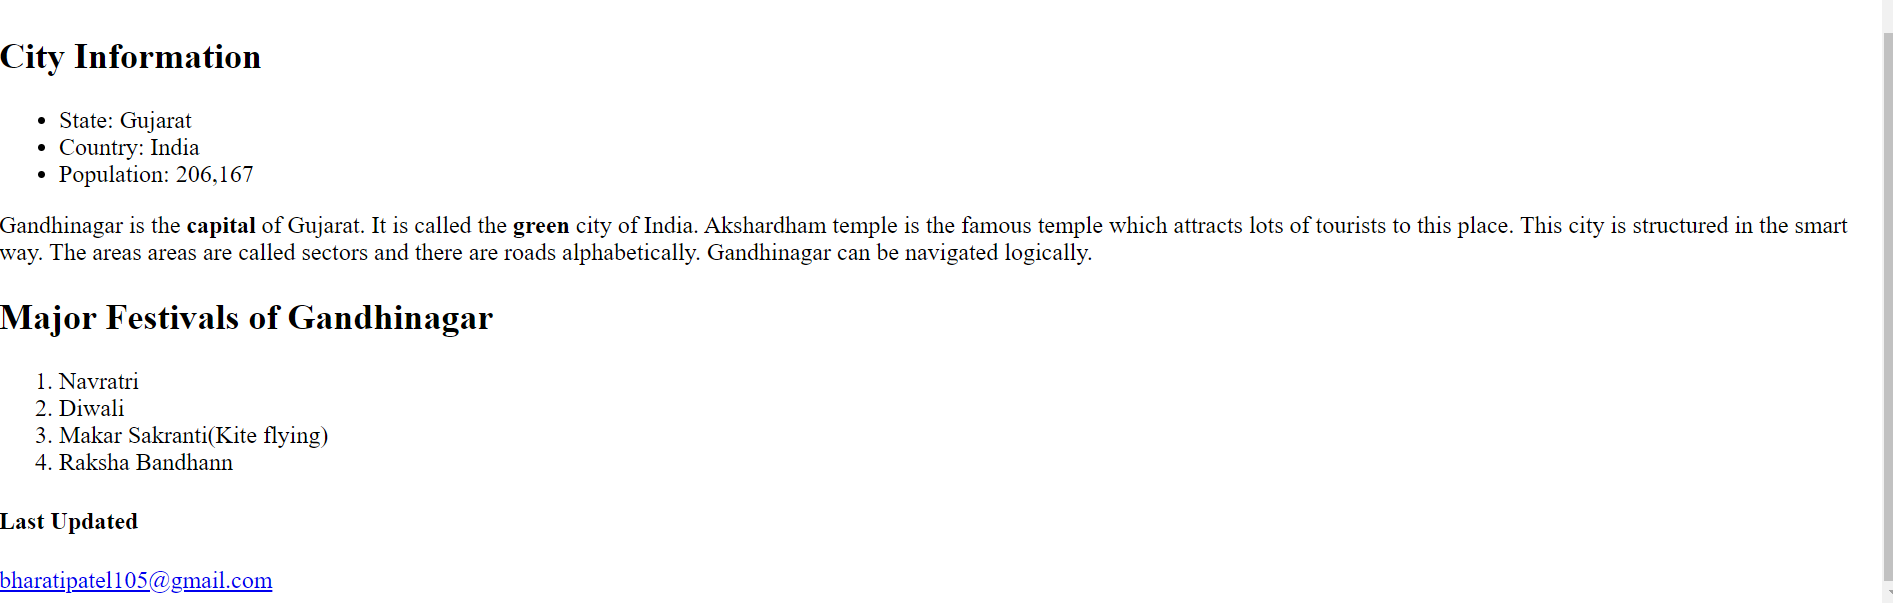 City Information
State: Gujarat
Country: India
Population: 206,167
Gandhinagar is the capital of Gujarat. It is called the green city of India. Akshardham temple is the famous temple which attracts lots of tourists to this place. This city is structured in the smart
way. The areas areas are called sectors and there are roads alphabetically. Gandhinagar can be navigated logically.
Major Festivals of Gandhinagar
1. Navratri
2. Diwali
3. Makar Sakranti(Kite flying)
4. Raksha Bandhann
Last Updated
bharatipatel105@gmail.com